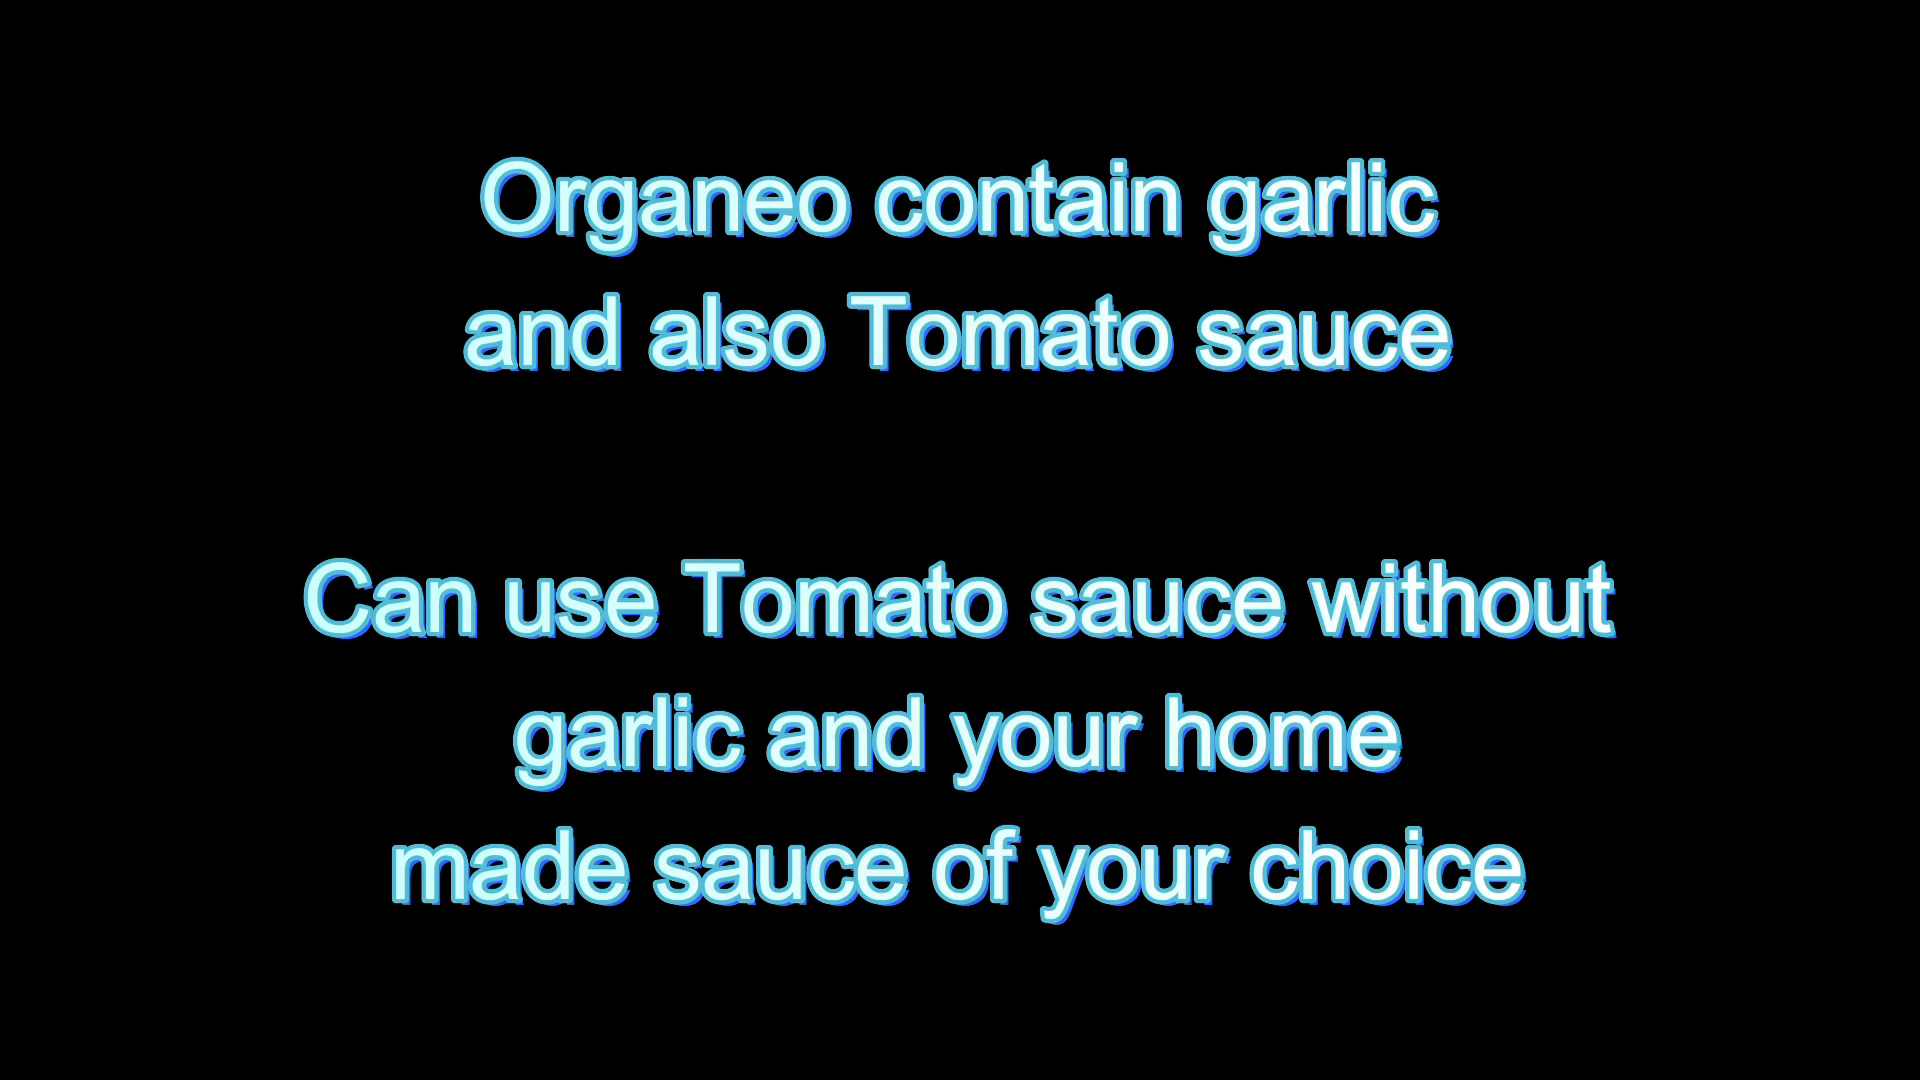 Organeo contain garlic
and also Tomato sauce
Can use Tomato sauce without
garlic and your home
made sauce of your choice